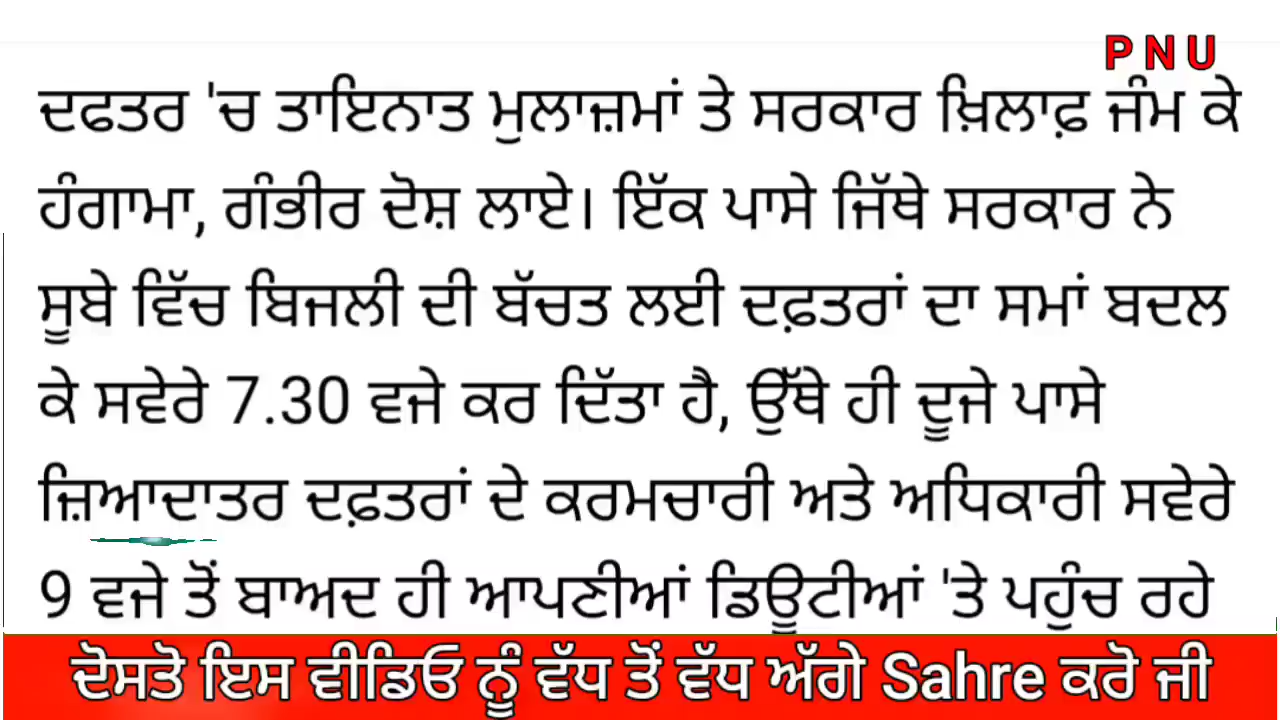 PNU
ਦਫਤਰ 'ਚ ਤਾਇਨਾਤ ਮੁਲਾਜ਼ਮਾਂ ਤੇ ਸਰਕਾਰ ਖ਼ਿਲਾਫ਼ ਜੰਮ ਕੇ
ਹੰਗਾਮਾ, ਗੰਭੀਰ ਦੋਸ਼ ਲਾਏ। ਇੱਕ ਪਾਸੇ ਜਿੱਥੇ ਸਰਕਾਰ ਨੇ
ਸੂਬੇ ਵਿੱਚ ਬਿਜਲੀ ਦੀ ਬੱਚਤ ਲਈ ਦਫ਼ਤਰਾਂ ਦਾ ਸਮਾਂ ਬਦਲ
ਕੇ ਸਵੇਰੇ 7.30 ਵਜੇ ਕਰ ਦਿੱਤਾ ਹੈ, ਉੱਥੇ ਹੀ ਦੂਜੇ ਪਾਸੇ
ਜ਼ਿਆਦਾਤਰ ਦਫ਼ਤਰਾਂ ਦੇ ਕਰਮਚਾਰੀ ਅਤੇ ਅਧਿਕਾਰੀ ਸਵੇਰੇ
9 ਵਜੇ ਤੋਂ ਬਾਅਦ ਹੀ ਆਪਣੀਆਂ ਡਿਊਟੀਆਂ 'ਤੇ ਪਹੁੰਚ ਰਹੇ
ਦੋਸਤੋ ਇਸ ਵੀਡਿਓ ਨੂੰ ਵੱਧ ਤੋਂ ਵੱਧ ਅੱਗੇ Sahre ਕਰੋ ਜੀ